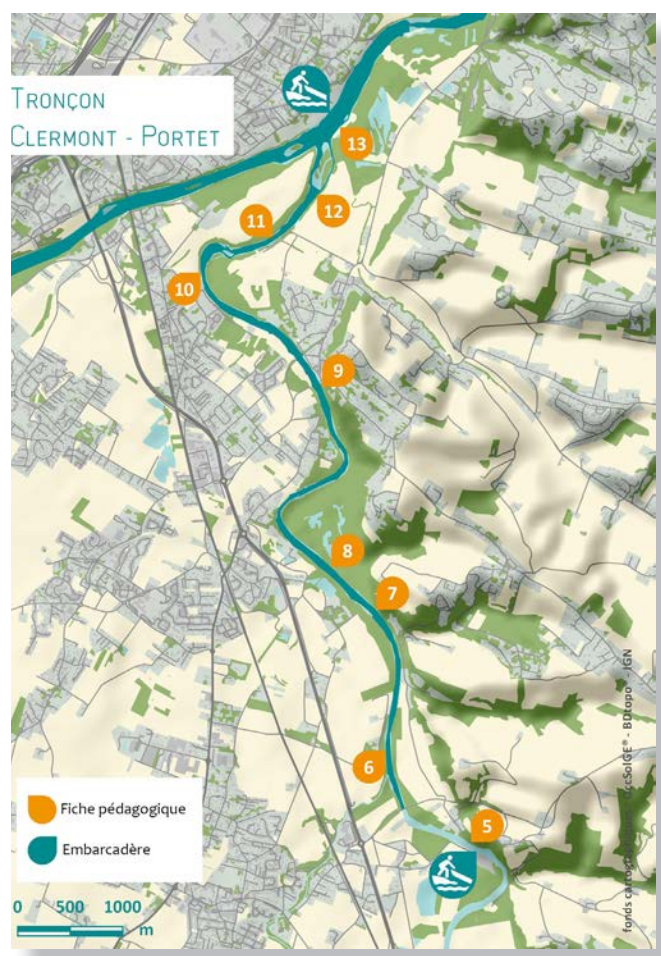 TRONÇON
CLERMONT - PORTET
13
12
11
10
9
8
7
6
5
Fiche pédagogique
Embarcadère
0 500 1000
m
fonds OccSolGE® - BDtopo IGN